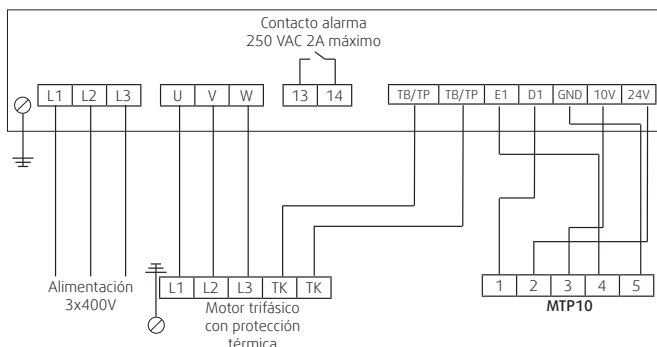 Contacto alarma
250 VAC 2A máximo
L1 L2 L3 U V W 13 14 TB/TP TB/TP E1 D1 GND 10V 24V
Alimentación
3x400V
L1 L2 L3 TK TK
Motor trifásico
con protección
térmica
1 2 3 4 5
MTP10